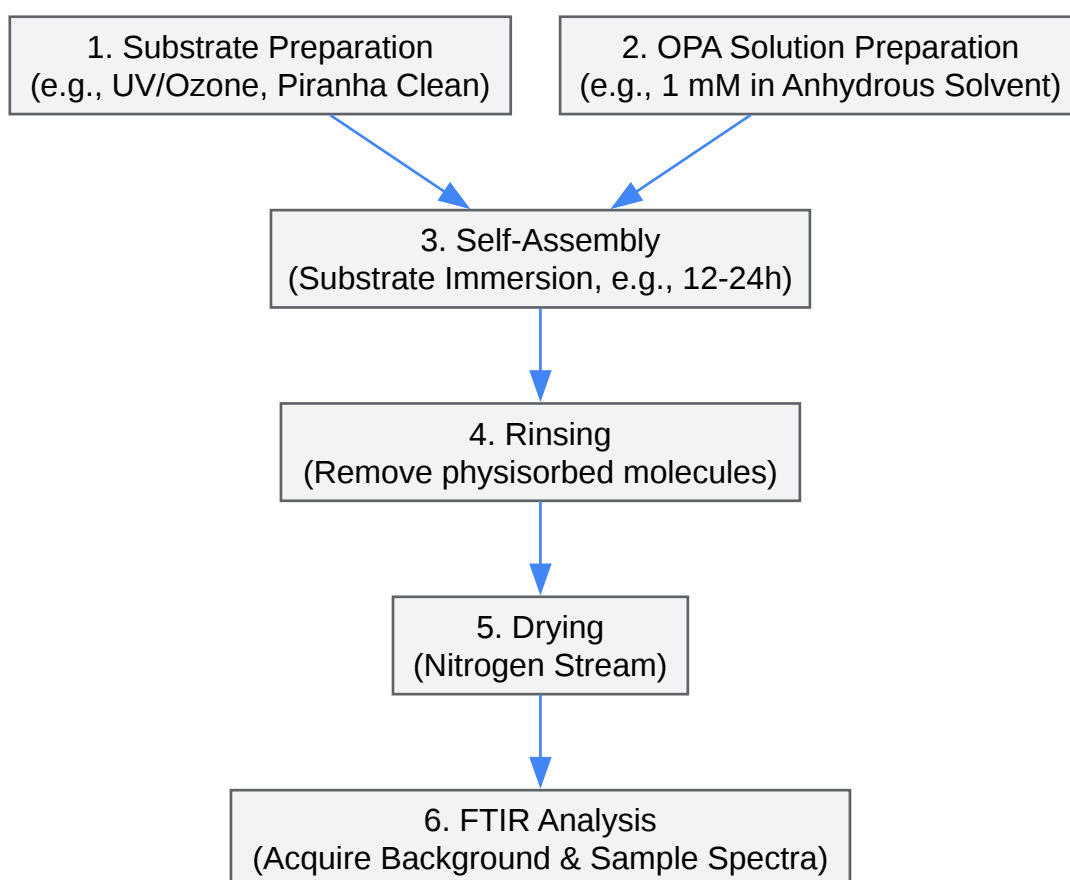 1. Substrate Preparation
(e.g., UV/Ozone, Piranha Clean)
2. OPA Solution Preparation
(e.g., 1 mM in Anhydrous Solvent)
3. Self-Assembly
(Substrate Immersion, e.g., 12-24h)
4. Rinsing
(Remove physisorbed molecules)
5. Drying
(Nitrogen Stream)
6. FTIR Analysis
(Acquire Background & Sample Spectra)